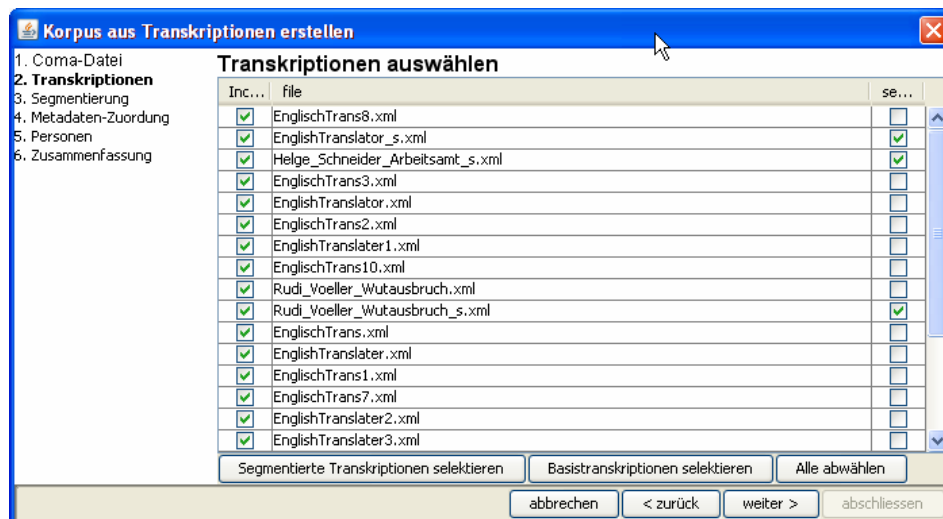 Korpus aus Transkriptionen erstellen
1. Coma-Datei
2. Transkriptionen
3. Segmentierung
4. Metadaten-Zuordung
5. Personen
6. Zusammenfassung
Transkriptionen auswählen
Inc... file se...
EnglischTrans8.xml
EnglishTranslator_s.xml
Helge_Schneider_Arbeitsamt_s.xml
EnglischTrans3.xml
EnglishTranslator.xml
EnglischTrans2.xml
EnglishTranslater1.xml
EnglischTrans10.xml
Rudi_Voeller_Wutausbruch.xml
Rudi_Voeller_Wutausbruch_s.xml
EnglischTrans.xml
EnglishTranslater.xml
EnglischTrans1.xml
EnglischTrans7.xml
EnglishTranslater2.xml
EnglishTranslater3.xml
Segmentierte Transkriptionen selektieren Basistranskriptionen selektieren Alle abwählen
abbrechen < zurück weiter > abschliessen